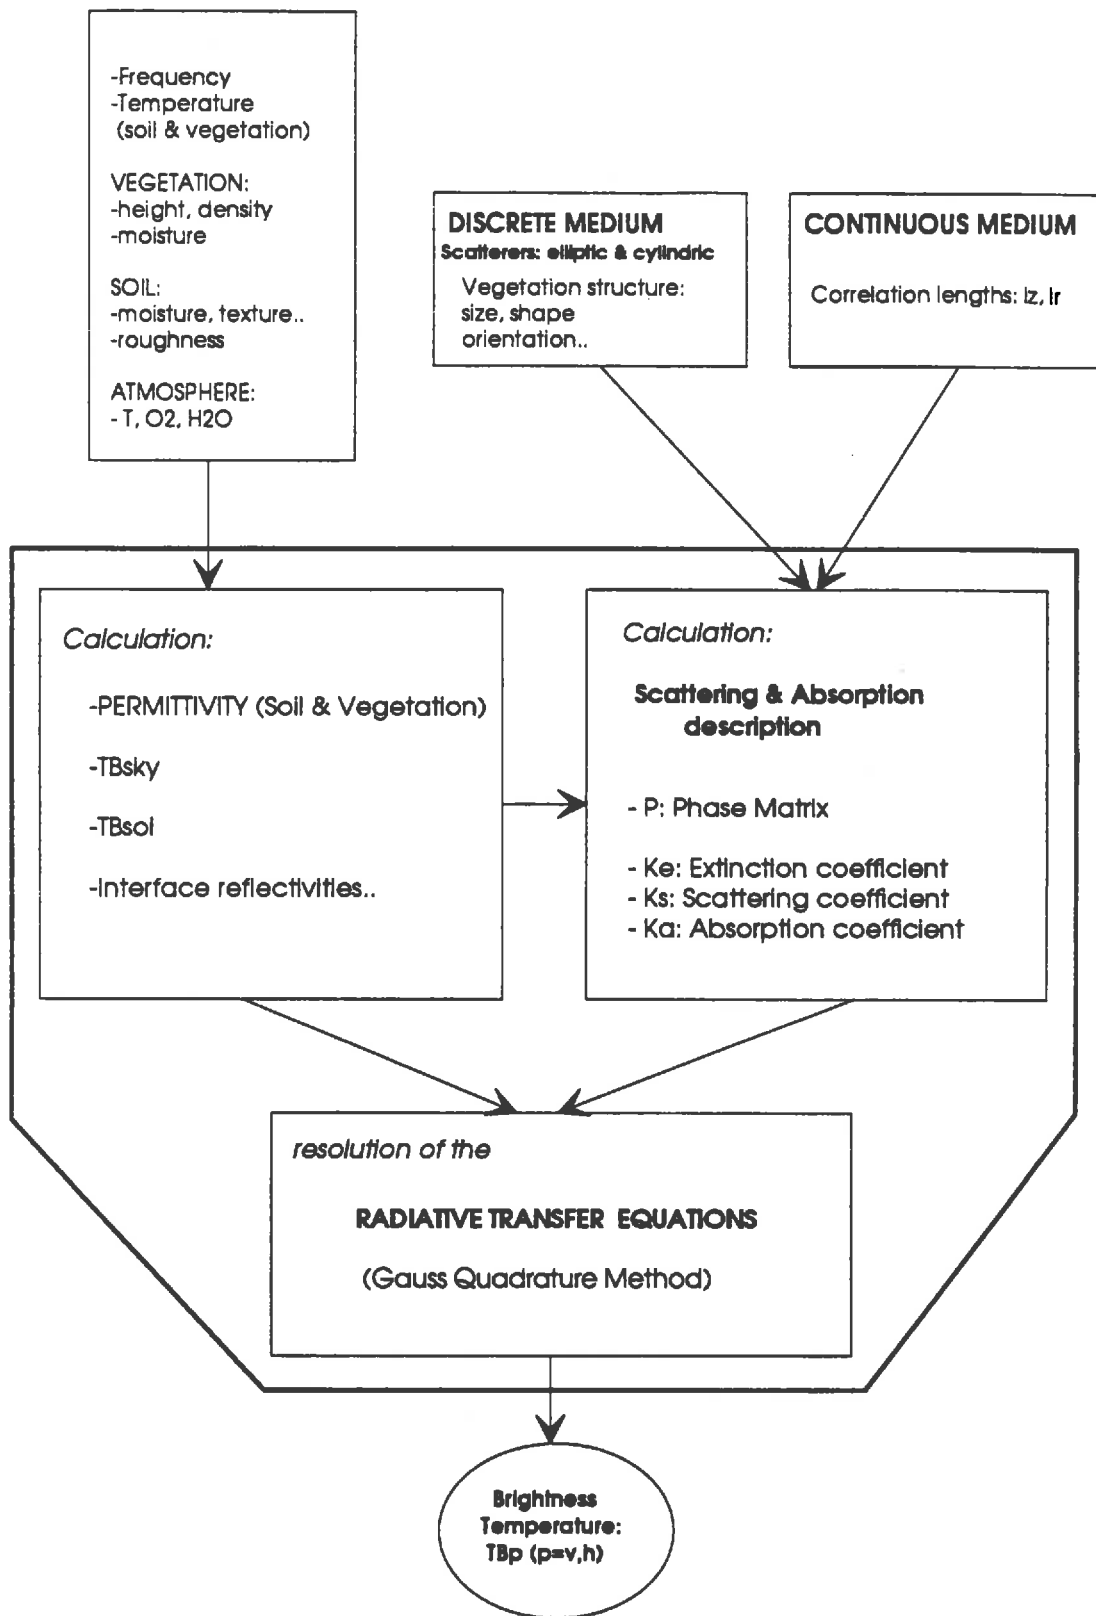 -Frequency
-Temperature
(soil & vegetation)
VEGETATION:
-height, density
-moisture
SOIL:
-moisture, texture..
-roughness
ATMOSPHERE:
- T, O2, H2O
DISCRETE MEDIUM
Scatterers: elliptic & cylindric
Vegetation structure:
size, shape
orientation..
CONTINUOUS MEDIUM
Correlation lengths: lz, lr
Calculation:
-PERMITTIVITY (Soil & Vegetation)
-TBsky
-TBsol
-Interface reflectivities..
Calculation:
Scattering & Absorption
description
- P: Phase Matrix
- Ke: Extinction coefficient
- Ks: Scattering coefficient
- Ka: Absorption coefficient
resolution of the
RADIATIVE TRANSFER EQUATIONS
(Gauss Quadrature Method)
Brightness
Temperature:
TBp (p=v,h)